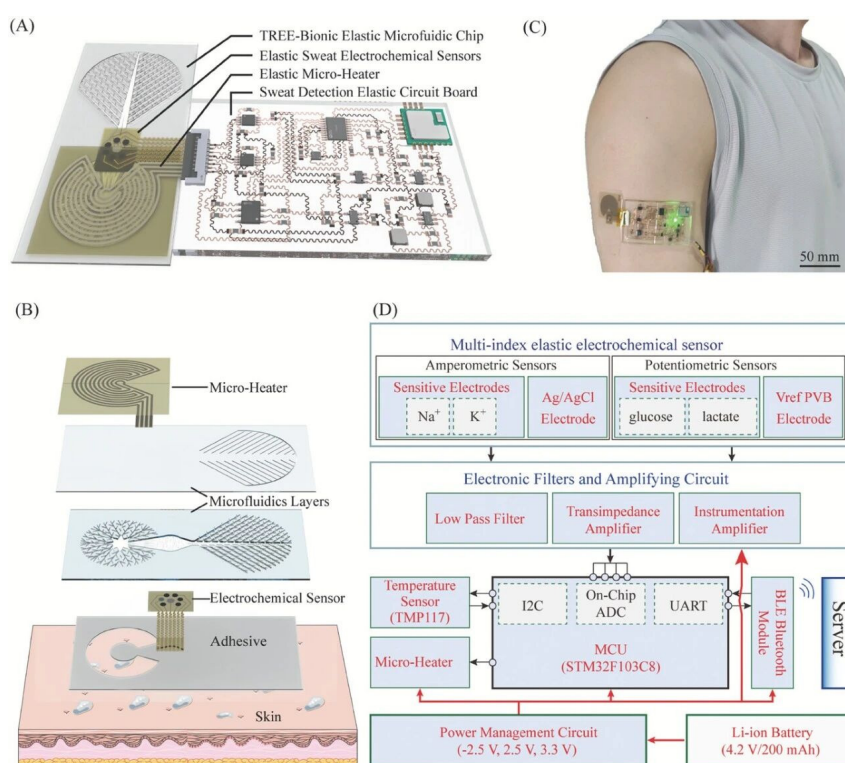 (A)
TREE-Bionic Elastic Microfuidic Chip
Elastic Sweat Electrochemical Sensors
Elastic Micro-Heater
Sweat Detection Elastic Circuit Board
(C)
50 mm
(B)
Micro-Heater
Microfluidics Layers
Electrochemical Sensor
Adhesive
Skin
(D)
Multi-index elastic electrochemical sensor
Amperometric Sensors
Potentiometric Sensors
Sensitive Electrodes
Na⁺
K⁺
Ag/AgCl
Electrode
Sensitive Electrodes
glucose
lactate
Vref PVB
Electrode
Electronic Filters and Amplifying Circuit
Low Pass Filter
Transimpedance
Amplifier
Instrumentation
Amplifier
Temperature
Sensor
(TMP117)
I2C
On-Chip
ADC
UART
MCU
(STM32F103C8)
BLE Bluetooth
Module
Server
Micro-Heater
Power Management Circuit
(-2.5 V, 2.5 V, 3.3 V)
Li-ion Battery
(4.2 V/200 mAh)